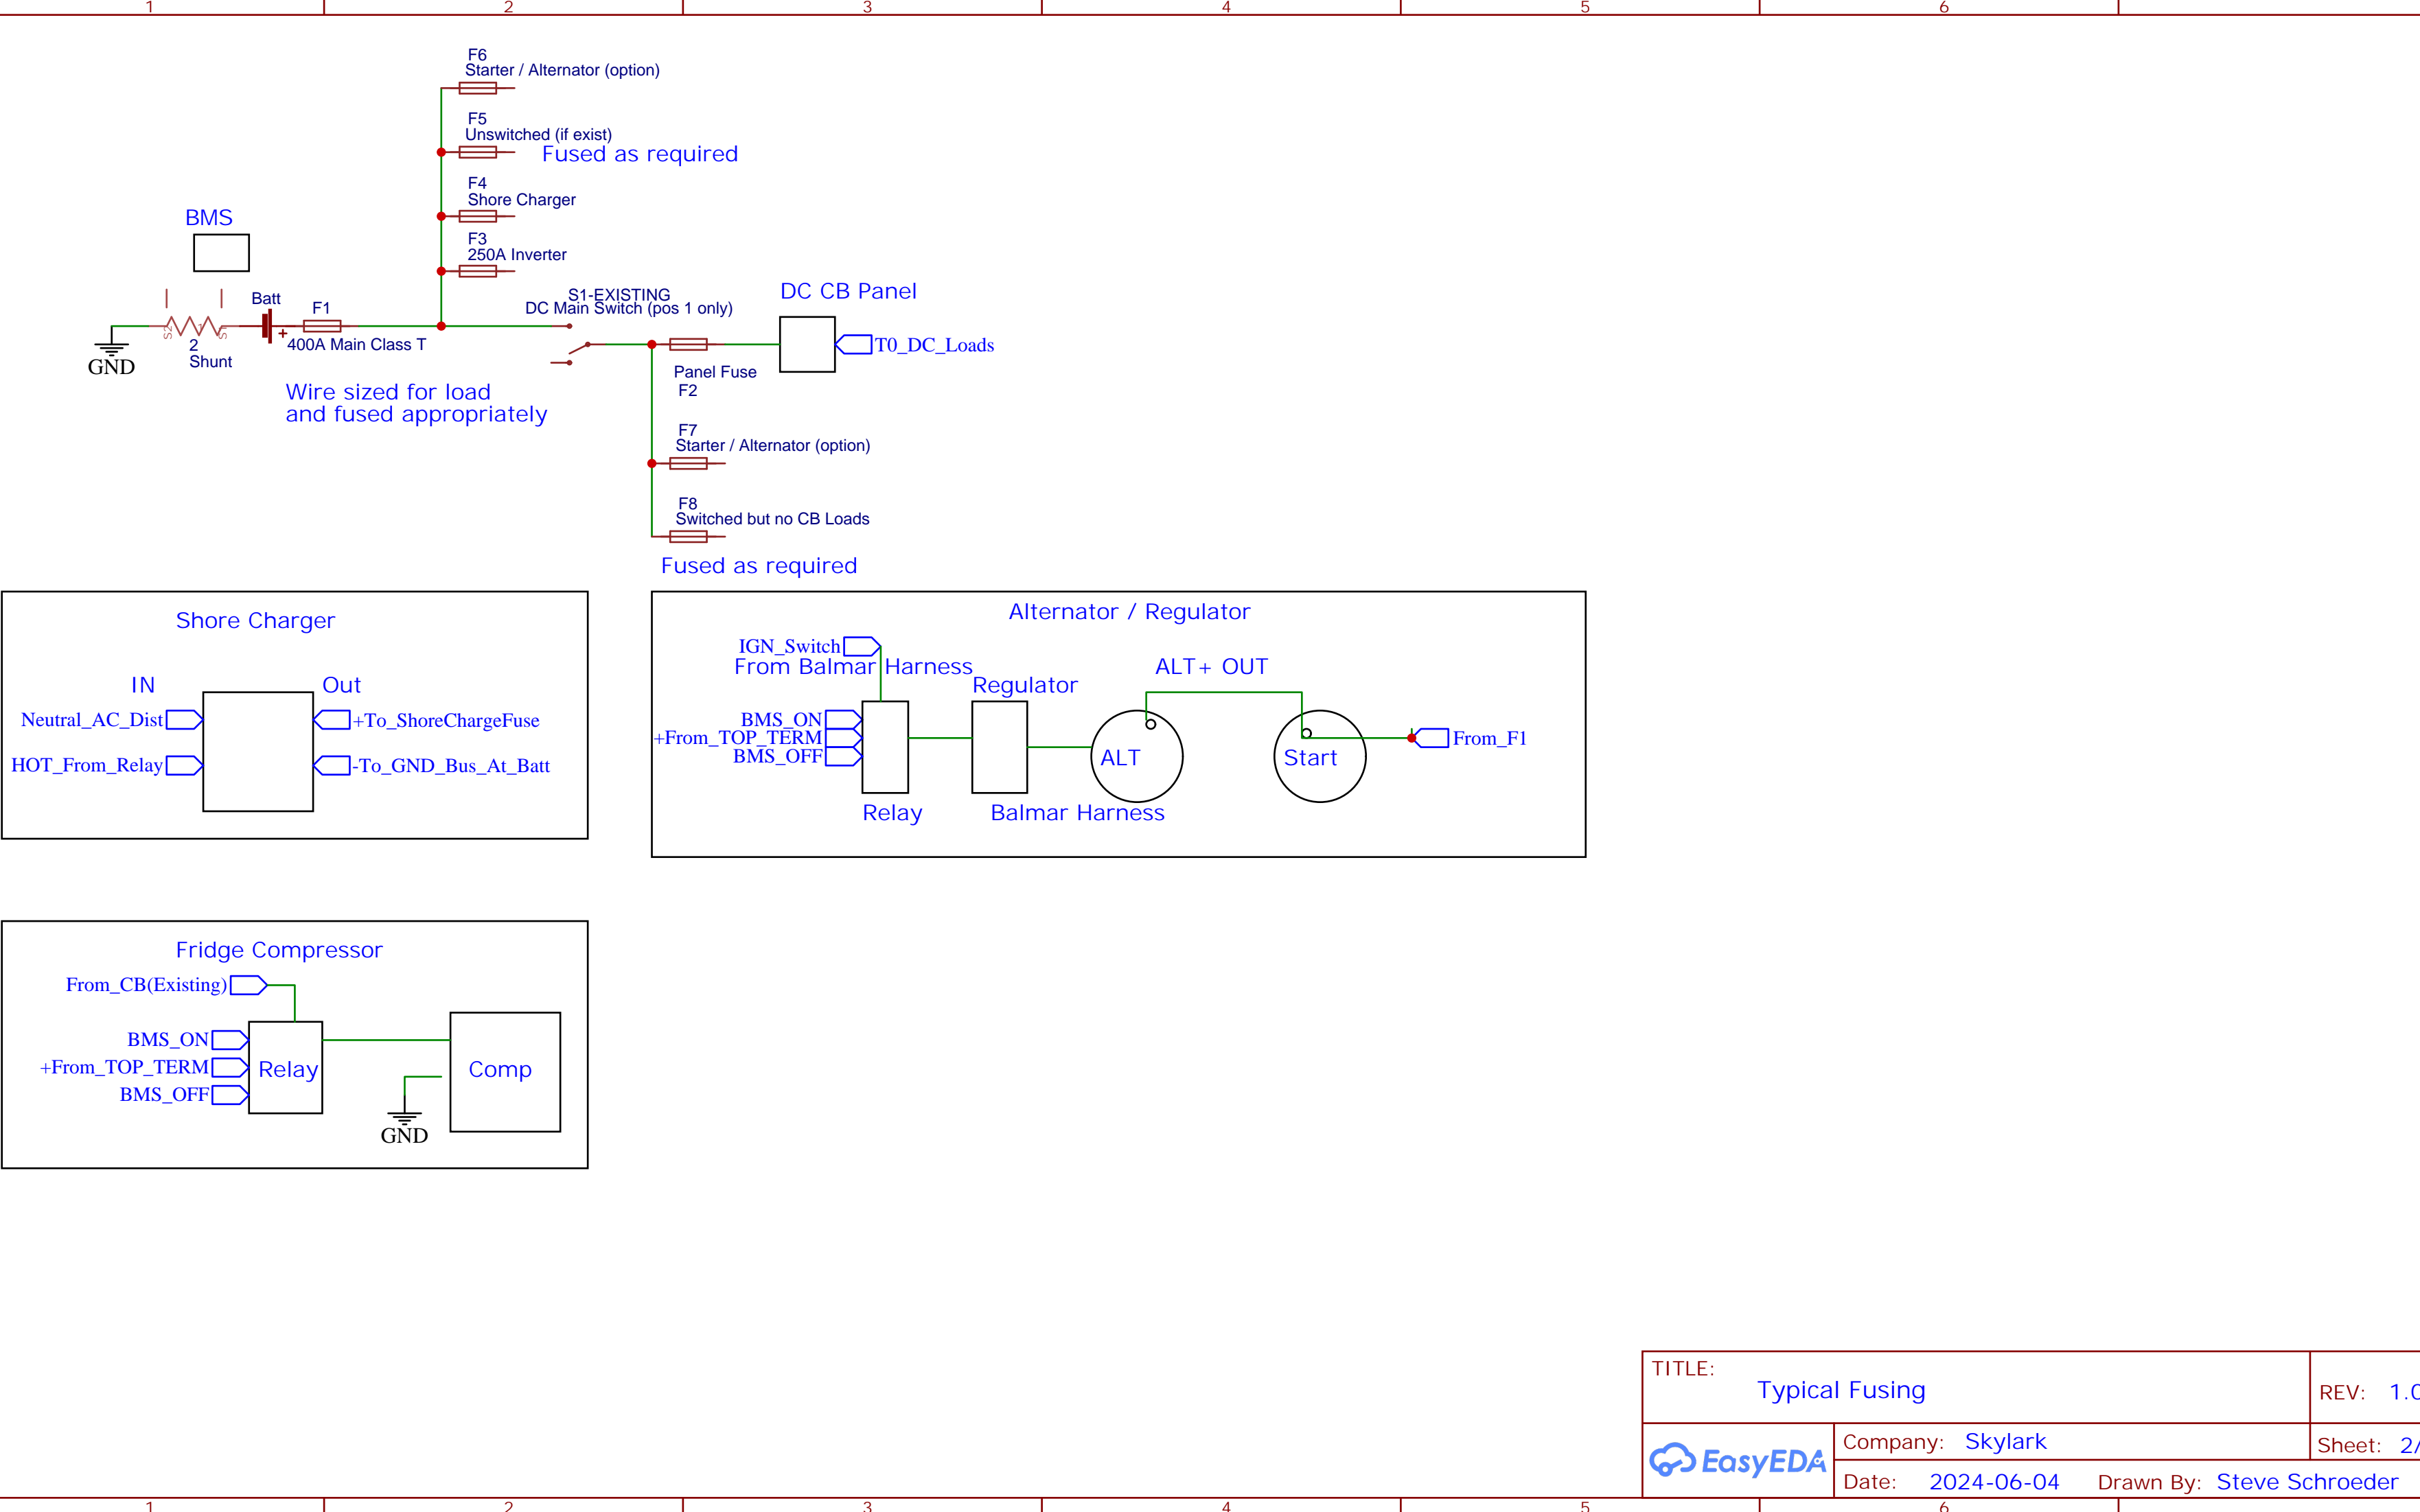 1 2 3 4 5 6
F6
Starter / Alternator (option)
F5
Unswitched (if exist)
Fused as required
F4
Shore Charger
F3
250A Inverter
BMS
Batt
F1
+
400A Main Class T
S2
1
S1
2
Shunt
GND
Wire sized for load
and fused appropriately
S1-EXISTING
DC Main Switch (pos 1 only)
DC CB Panel
T0_DC_Loads
Panel Fuse
F2
F7
Starter / Alternator (option)
F8
Switched but no CB Loads
Fused as required
Shore Charger
IN
Out
Neutral_AC_Dist
+To_ShoreChargeFuse
HOT_From_Relay
-To_GND_Bus_At_Batt
Alternator / Regulator
IGN_Switch
From Balmar Harness
ALT+ OUT
Regulator
BMS_ON
+From_TOP_TERM
BMS_OFF
ALT
Start
From_F1
Relay
Balmar Harness
Fridge Compressor
From_CB(Existing)
BMS_ON
+From_TOP_TERM
BMS_OFF
Relay
Comp
GND
TITLE:
Typical Fusing
REV: 1.0
EasyEDA
Company: Skylark
Sheet: 2/
Date: 2024-06-04
Drawn By: Steve Schroeder
1 2 3 4 5 6